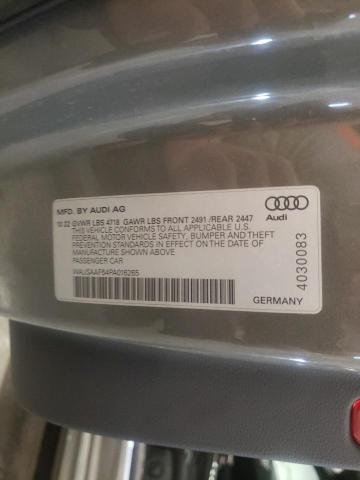 MFD. BY AUDI AG
10/22 GVWR LBS 4718 GAWR LBS FRONT 2491 /REAR 2447
THIS VEHICLE CONFORMS TO ALL APPLICABLE U.S.
FEDERAL MOTOR VEHICLE SAFETY, BUMPER AND THEFT
PREVENTION STANDARDS IN EFFECT ON THE DATE OF
MANUFACTURE SHOWN ABOVE
PASSENGER CAR
WAUSAAF54PA016265
Audi
4030083
GERMANY